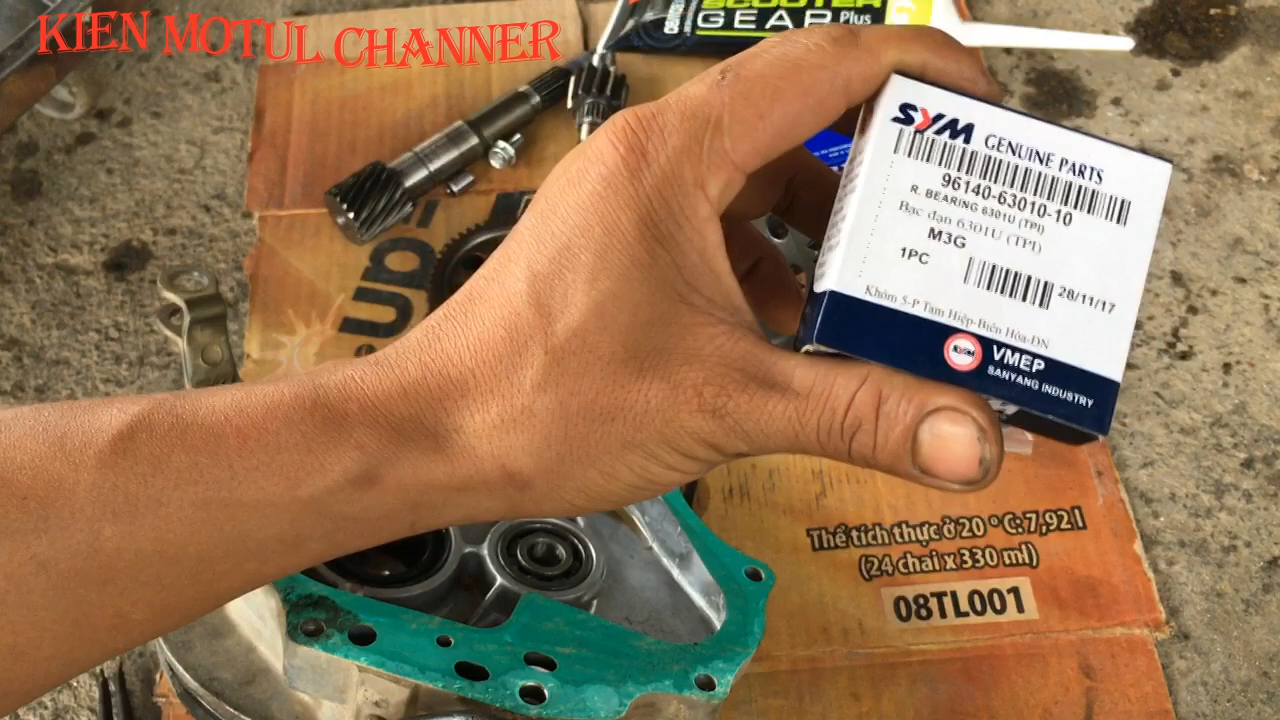 KIEN MOTUL CHANNER
SCOOTER
GEAR Plus
SYM GENUINE PARTS
96140-63010-10
R. BEARING 6301U (TPI)
Bạc đạn 6301U (TPI)
M3G
1PC
28/11/17
Khôm 5-P Tam Hiệp-Biên Hòa-ĐN
VMEP
SANYANG INDUSTRY
Thể tích thực ở 20 °C: 7,92 l
(24 chai x 330 ml)
08TL001